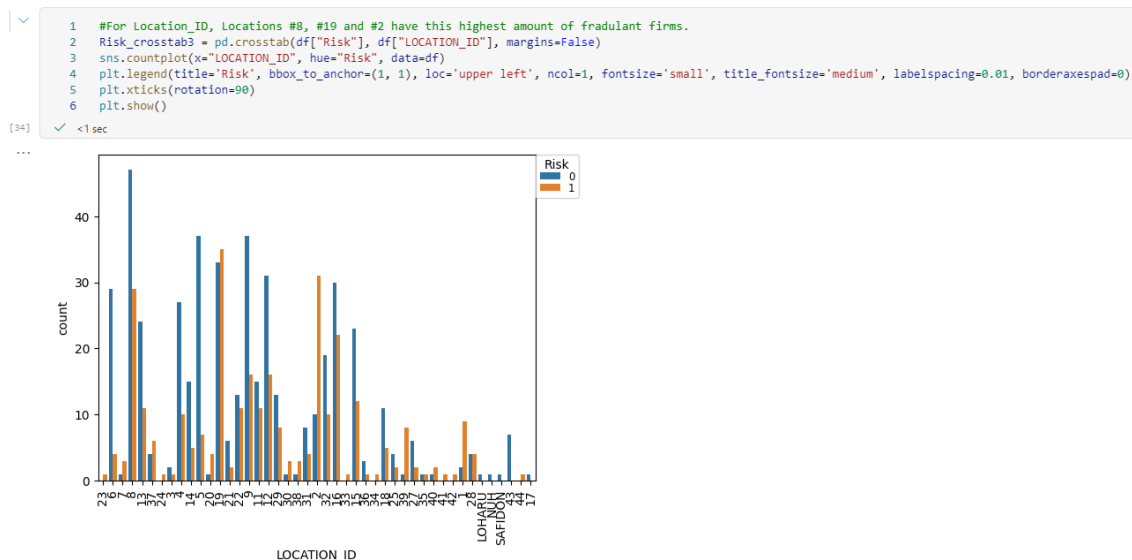 1 #For Location_ID, Locations #8, #19 and #2 have this highest amount of fradulant firms.
2 Risk_crosstab3 = pd.crosstab(df["Risk"], df["LOCATION_ID"], margins=False)
3 sns.countplot(x="LOCATION_ID", hue="Risk", data=df)
4 plt.legend(title='Risk', bbox_to_anchor=(1, 1), loc='upper left', ncol=1, fontsize='small', title_fontsize='medium', labelspacing=0.01, borderaxespad=0)
5 plt.xticks(rotation=90)
6 plt.show()
[34] <1 sec
...
Risk
0
1
40
30
20
10
0
count
23 6 7 8 13 37 24 3 4 14 5 20 19 21 22 9 11 12 29 30 38 31 2 32 16 33 15 36 34 18 25 39 27 35 40 41 42 1 28 LOHARU NUH SAFIDON 43 44 17
LOCATION_ID